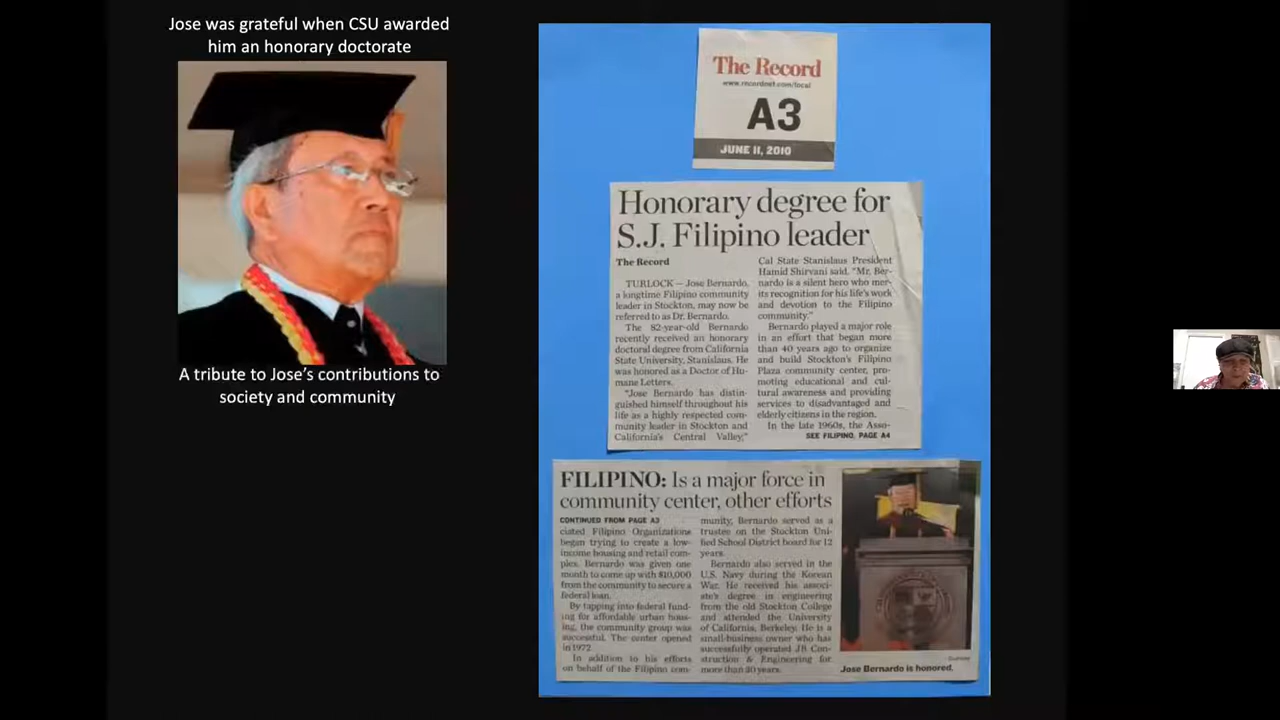 Jose was grateful when CSU awarded
him an honorary doctorate
A tribute to Jose's contributions to
society and community
The Record
www.recordnet.com/local
A3
JUNE 11, 2010
Honorary degree for
S.J. Filipino leader
The Record
TURLOCK — Jose Bernardo,
a longtime Filipino community
leader in Stockton, may now be
referred to as Dr. Bernardo.
The 82-year-old Bernardo
recently received an honorary
doctoral degree from California
State University, Stanislaus. He
was honored as a Doctor of Hu-
mane Letters.
"Jose Bernardo has distin-
guished himself throughout his
life as a highly respected com-
munity leader in Stockton and
California's Central Valley,"
Cal State Stanislaus President
Hamid Shirvani said. "Mr. Ber-
nardo is a silent hero who mer-
its recognition for his life's work
and devotion to the Filipino
community."
Bernardo played a major role
in an effort that began more
than 40 years ago to organize
and build Stockton's Filipino
Plaza community center, pro-
moting educational and cul-
tural awareness and providing
services to disadvantaged and
elderly citizens in the region.
In the late 1960s, the Asso-
SEE FILIPINO, PAGE A4
FILIPINO: Is a major force in
community center, other efforts
CONTINUED FROM PAGE A3
ciated Filipino Organizations
began trying to create a low-
income housing and retail com-
plex. Bernardo was given one
month to come up with $10,000
from the community to secure a
federal loan.
By tapping into federal fund-
ing for affordable urban hous-
ing, the community group was
successful. The center opened
in 1972.
In addition to his efforts
on behalf of the Filipino com-
munity, Bernardo served as a
trustee on the Stockton Uni-
fied School District board for 12
years.
Bernardo also served in the
U.S. Navy during the Korean
War. He received his associ-
ate's degree in engineering
from the old Stockton College
and attended the University
of California, Berkeley. He is a
small-business owner who has
successfully operated JB Con-
struction & Engineering for
more than 30 years.
Courtesy
Jose Bernardo is honored.